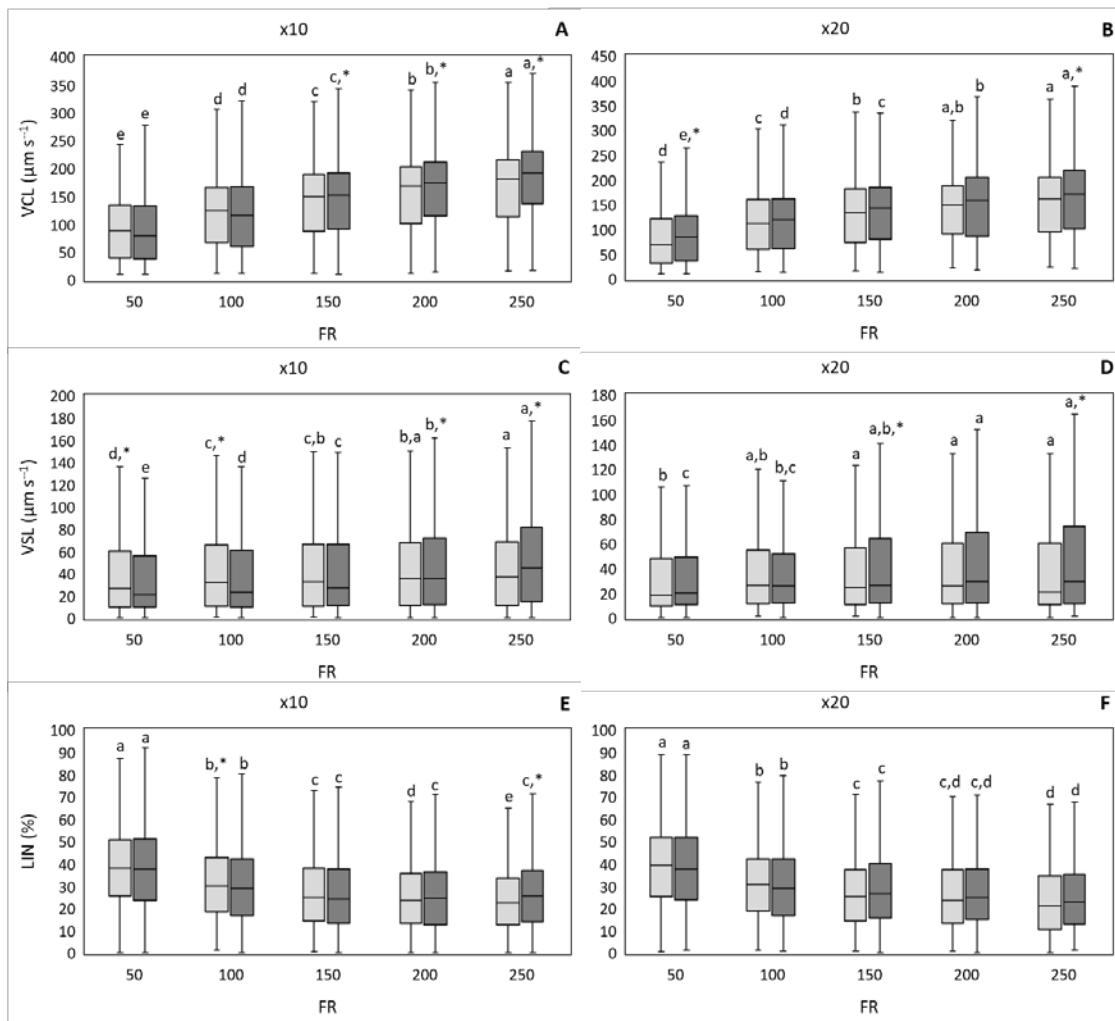 x10 A
VCL (µm s⁻¹)
400
350
300
250
200
150
100
50
0
e e d d c c,* b b,* a a,*
50 100 150 200 250
FR
x20 B
450
400
350
300
250
200
150
100
50
0
d e,* c d b c a,b b a a,*
50 100 150 200 250
FR
x10 C
VSL (µm s⁻¹)
200
180
160
140
120
100
80
60
40
20
0
d,* e c,* d c,b c b,a b,* a a,*
50 100 150 200 250
FR
x20 D
180
160
140
120
100
80
60
40
20
0
b c a,b b,c a a,b,* a a a a,*
50 100 150 200 250
FR
x10 E
LIN (%)
100
90
80
70
60
50
40
30
20
10
0
a a b,* b c c d c e c,*
50 100 150 200 250
FR
x20 F
100
90
80
70
60
50
40
30
20
10
0
a a b b c c c,d c,d d d
50 100 150 200 250
FR